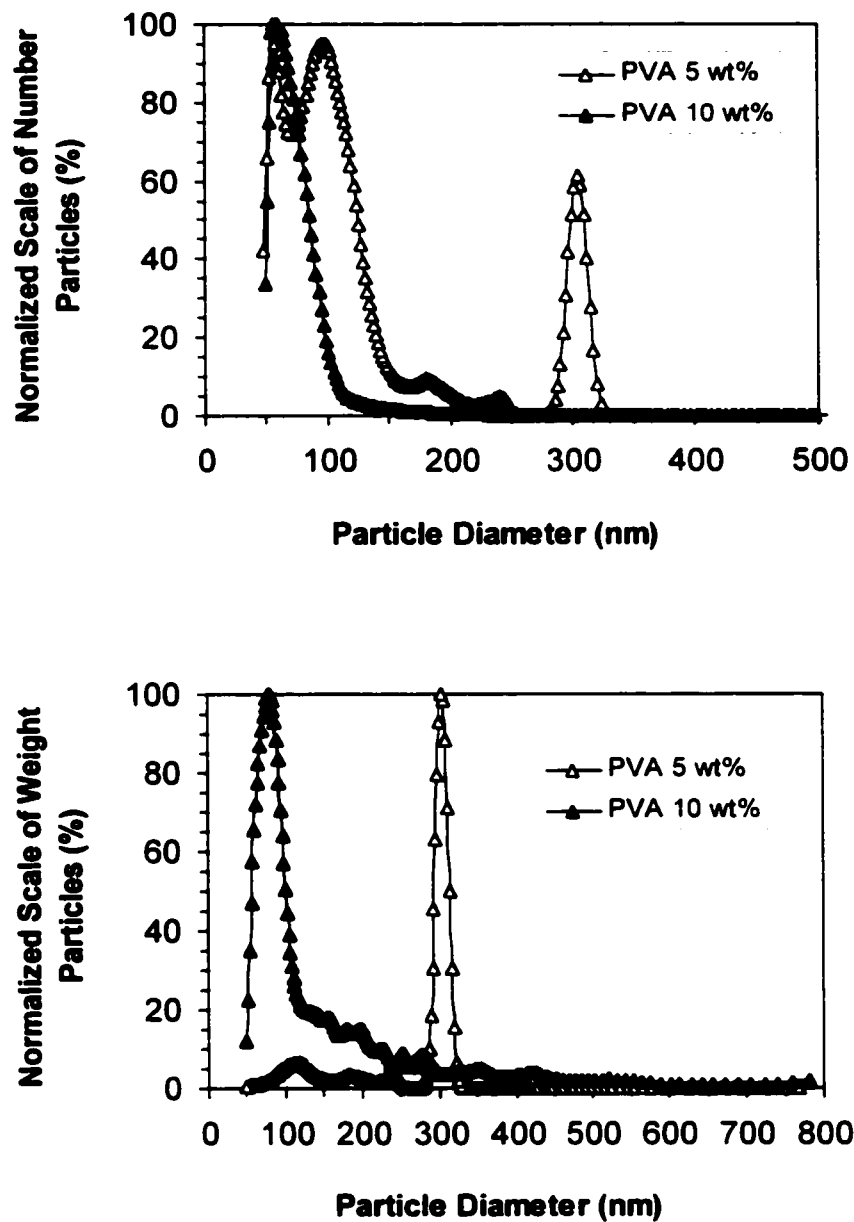 Normalized Scale of Number
Particles (%)
100
80
60
40
20
0
PVA 5 wt%
PVA 10 wt%
0 100 200 300 400 500
Particle Diameter (nm)
Normalized Scale of Weight
Particles (%)
100
80
60
40
20
0
PVA 5 wt%
PVA 10 wt%
0 100 200 300 400 500 600 700 800
Particle Diameter (nm)